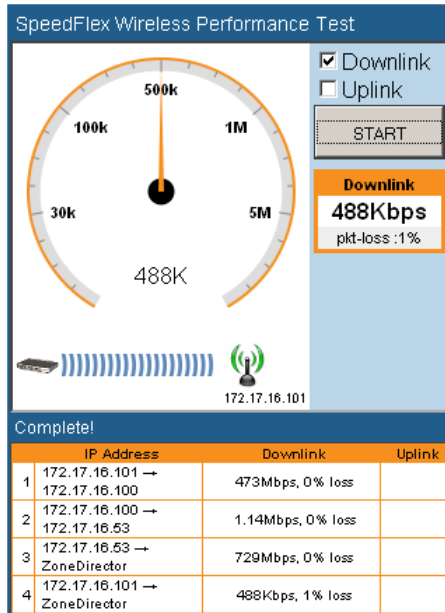 SpeedFlex Wireless Performance Test
Downlink
Uplink
START
500k
100k
1M
30k
5M
488K
Downlink
488Kbps
pkt-loss :1%
172.17.16.101
Complete!
IP Address Downlink Uplink
1 172.17.16.101 →
172.17.16.100
473Mbps, 0% loss
2 172.17.16.100 →
172.17.16.53
1.14Mbps, 0% loss
3 172.17.16.53 →
ZoneDirector
729Mbps, 0% loss
4 172.17.16.101 →
ZoneDirector
488Kbps, 1% loss